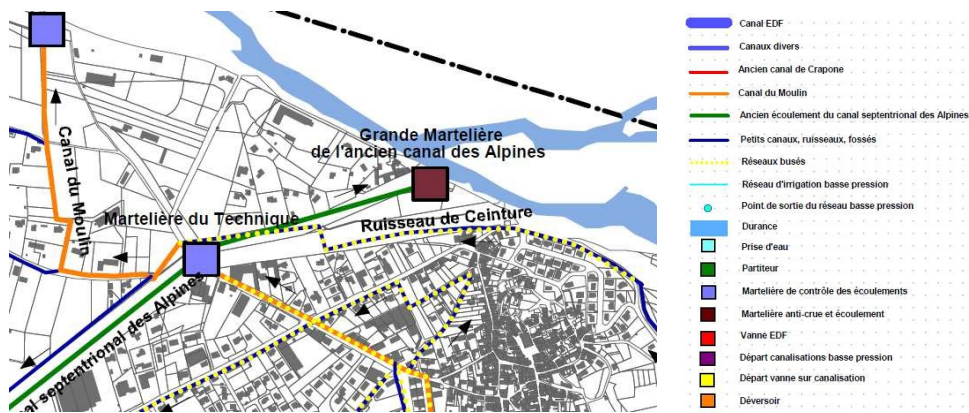 Grande Martelière
de l'ancien canal des Alpines
Canal du Moulin
Martelière du Technique
Ruisseau de Ceinture
al septentrional des Alpines
Canal EDF
Canaux divers
Ancien canal de Crapone
Canal du Moulin
Ancien écoulement du canal septentrional des Alpines
Petits canaux, ruisseaux, fossés
Réseaux busés
Réseau d'irrigation basse pression
Point de sortie du réseau basse pression
Durance
Prise d'eau
Partiteur
Martelière de contrôle des écoulements
Martelière anti-crue et écoulement
Vanne EDF
Départ canalisations basse pression
Départ vanne sur canalisation
Déversoir